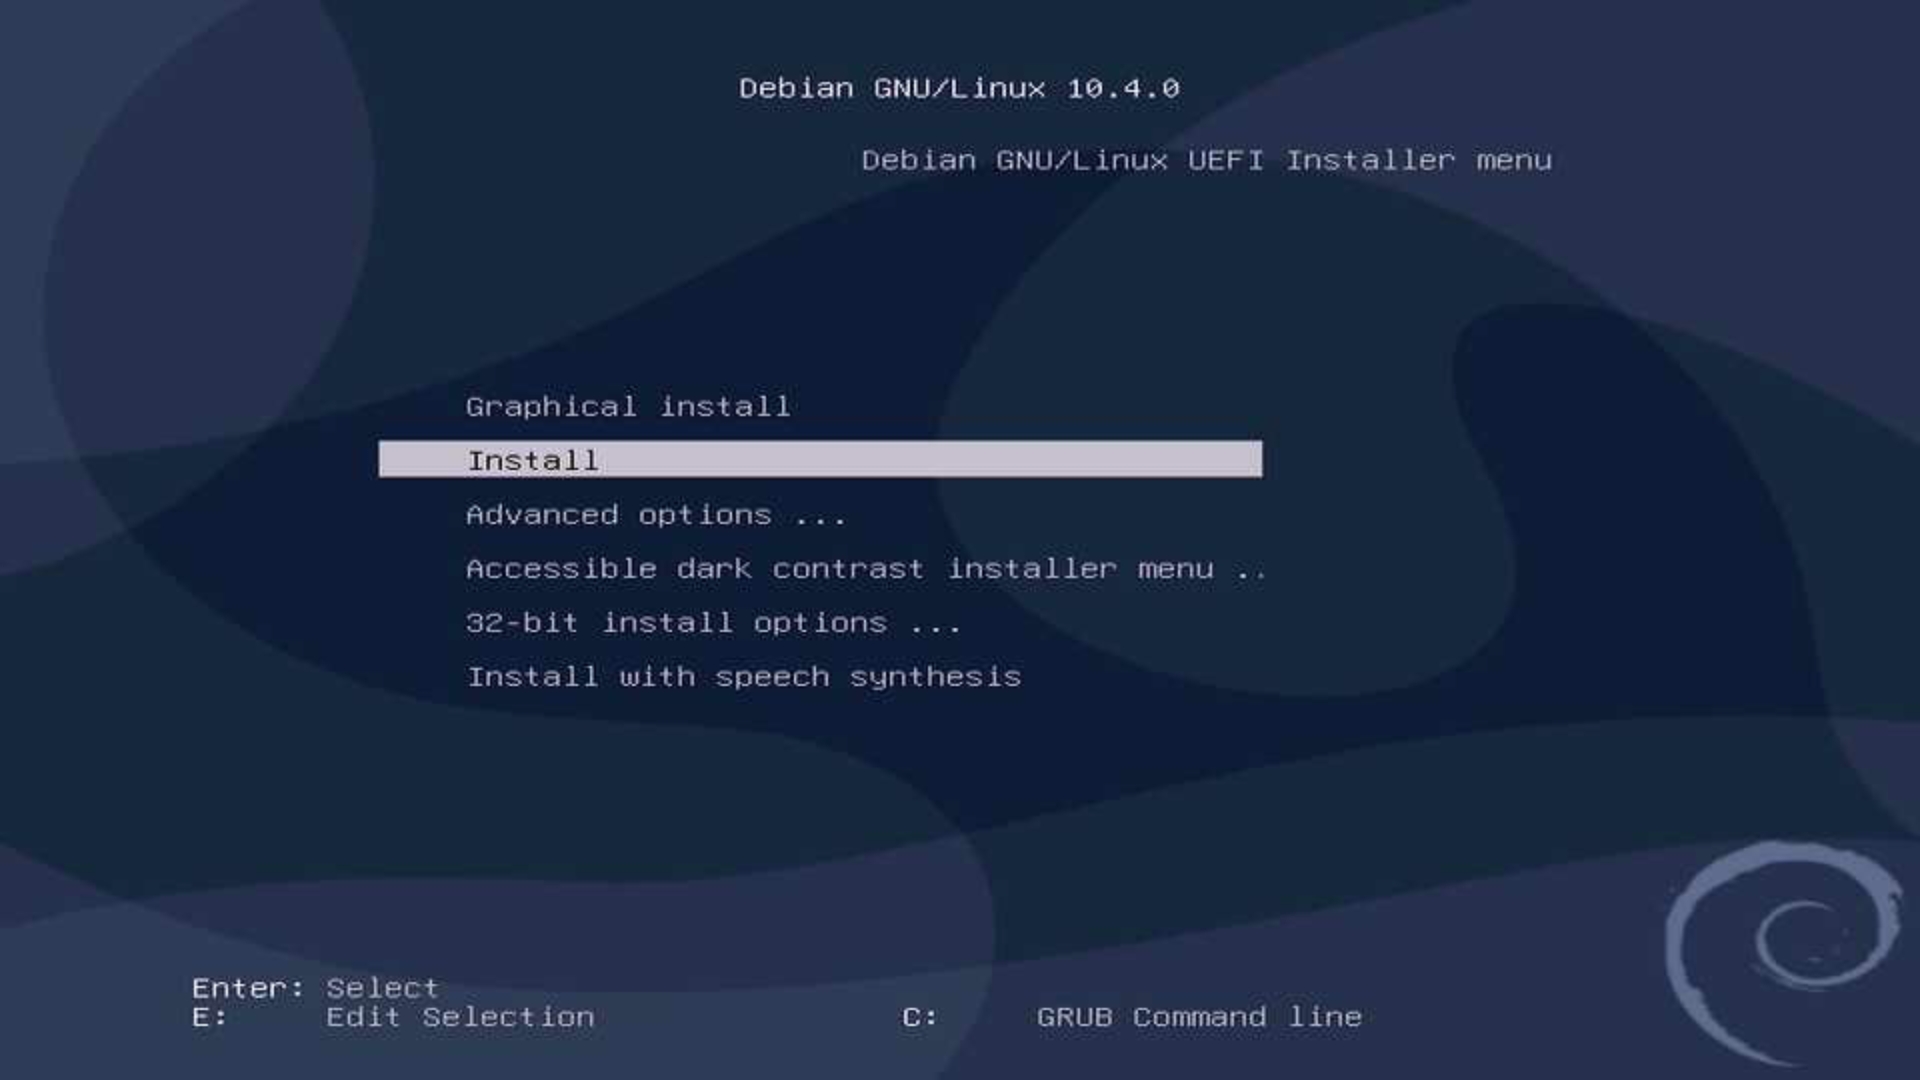 Debian GNU/Linux 10.4.0
Debian GNU/Linux UEFI Installer menu
Graphical install
Install
Advanced options ...
Accessible dark contrast installer menu ..
32-bit install options ...
Install with speech synthesis
Enter: Select
E: Edit Selection C: GRUB Command line